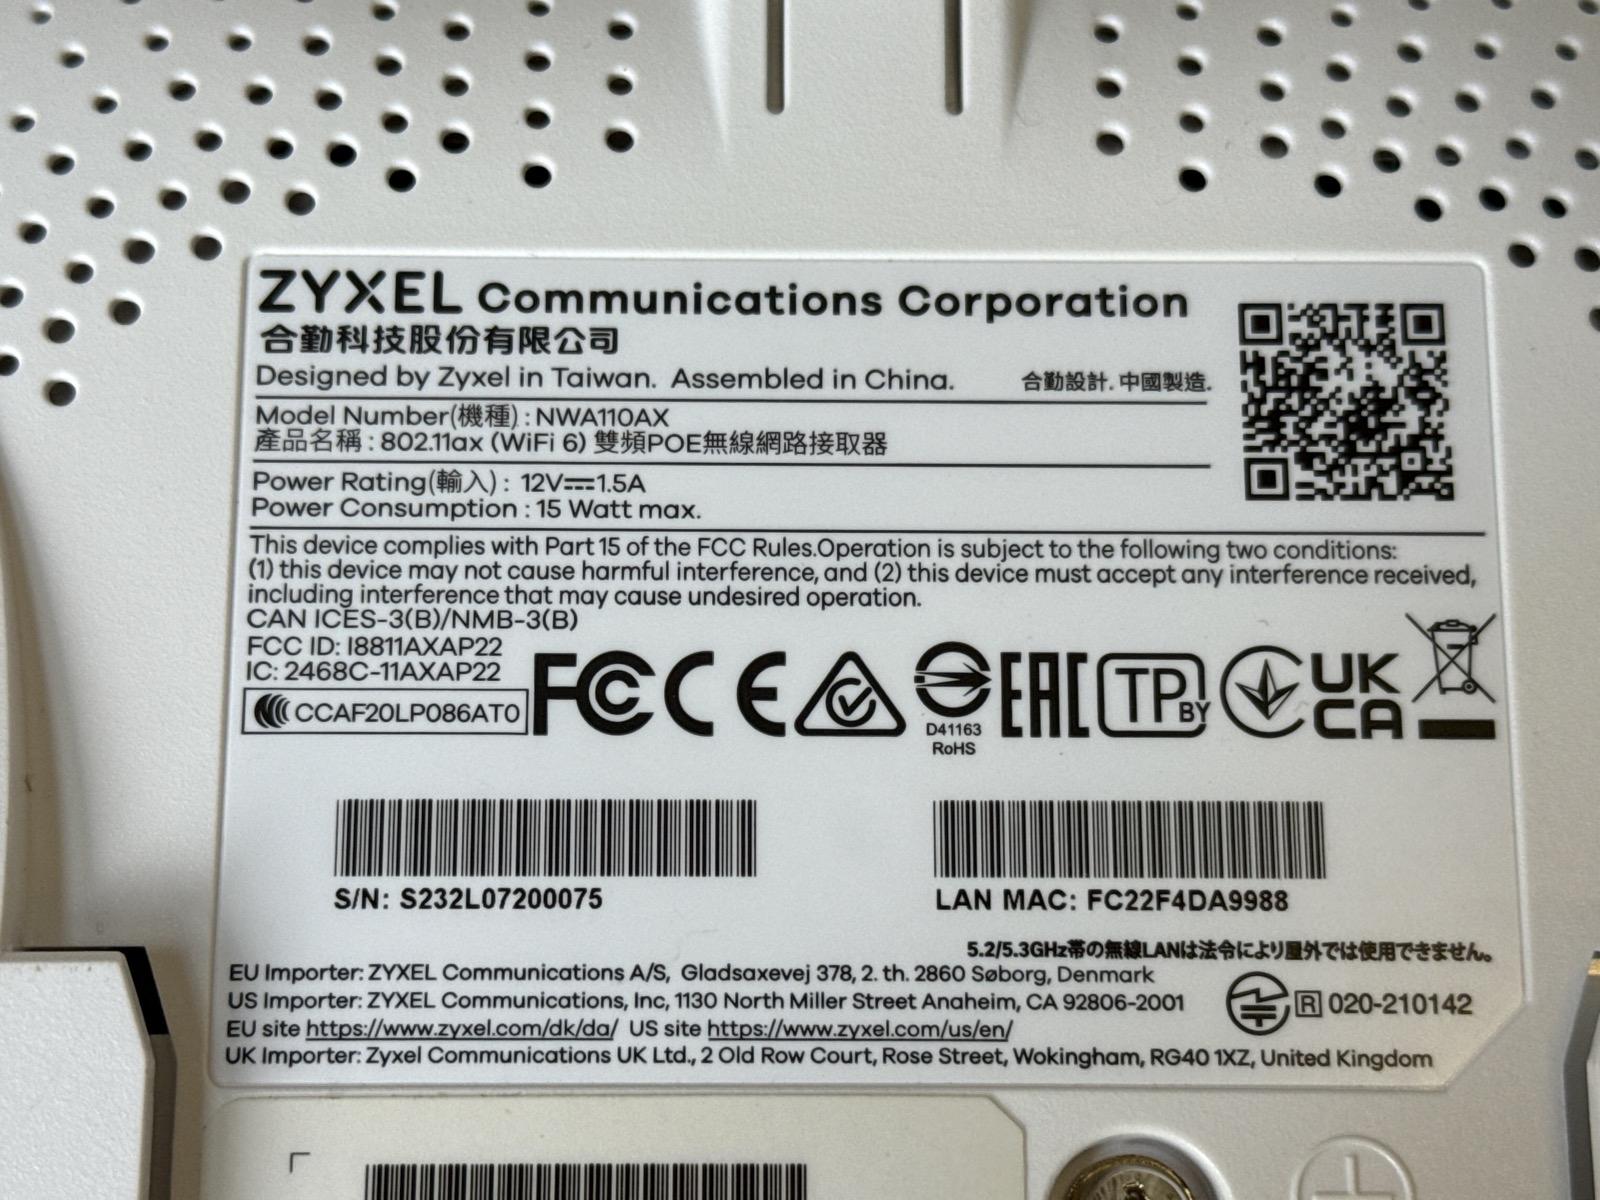 ZYXEL Communications Corporation
合勤科技股份有限公司
Designed by Zyxel in Taiwan. Assembled in China. 合勤設計.中國製造.
Model Number(機種) : NWA110AX
產品名稱 : 802.11ax (WiFi 6) 雙頻POE無線網路接取器
Power Rating(輸入) : 12V⎓1.5A
Power Consumption : 15 Watt max.
This device complies with Part 15 of the FCC Rules.Operation is subject to the following two conditions:
(1) this device may not cause harmful interference, and (2) this device must accept any interference received,
including interference that may cause undesired operation.
CAN ICES-3(B)/NMB-3(B)
FCC ID: I8811AXAP22
IC: 2468C-11AXAP22
CCAF20LP086AT0
FCC CE
D41163
RoHS
EAC
TP BY
UK
CA
S/N: S232L07200075
LAN MAC: FC22F4DA9988
5.2/5.3GHz帯の無線LANは法令により屋外では使用できません。
EU Importer: ZYXEL Communications A/S, Gladsaxevej 378, 2. th. 2860 Søborg, Denmark
US Importer: ZYXEL Communications, Inc, 1130 North Miller Street Anaheim, CA 92806-2001
R 020-210142
EU site https://www.zyxel.com/dk/da/ US site https://www.zyxel.com/us/en/
UK Importer: Zyxel Communications UK Ltd., 2 Old Row Court, Rose Street, Wokingham, RG40 1XZ, United Kingdom